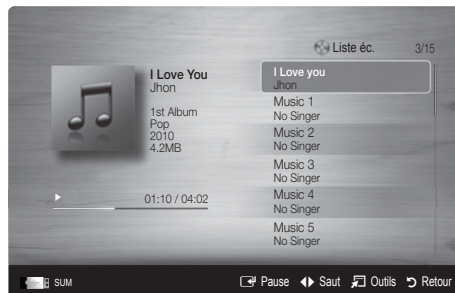 Liste éc. 3/15
I Love You
Jhon
1st Album
Pop
2010
4.2MB
01:10 / 04:02
I Love you
Jhon
Music 1
No Singer
Music 2
No Singer
Music 3
No Singer
Music 4
No Singer
Music 5
No Singer
SUM Pause Saut Outils Retour